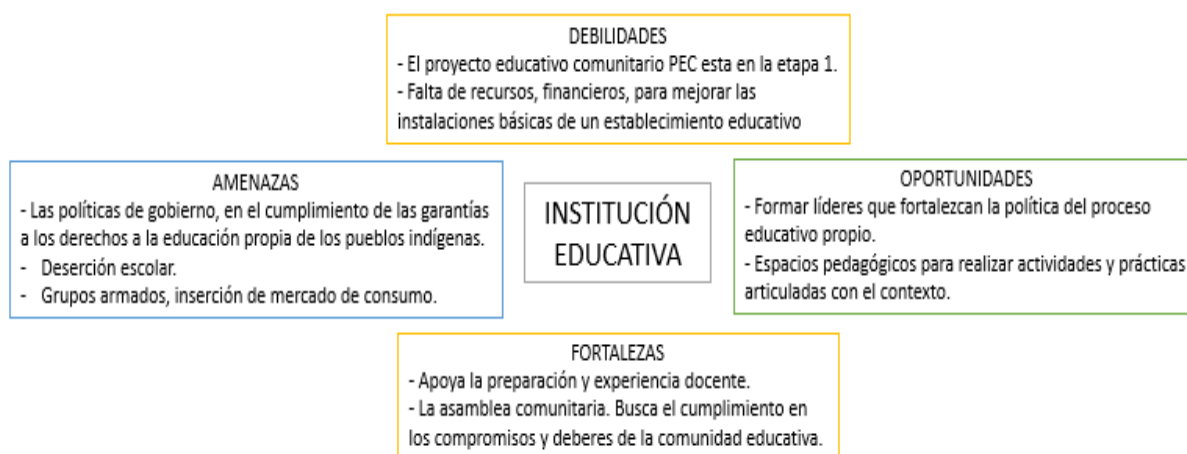 DEBILIDADES
- El proyecto educativo comunitario PEC esta en la etapa 1.
- Falta de recursos, financieros, para mejorar las
instalaciones básicas de un establecimiento educativo
AMENAZAS
- Las políticas de gobierno, en el cumplimiento de las garantías
a los derechos a la educación propia de los pueblos indígenas.
- Deserción escolar.
- Grupos armados, inserción de mercado de consumo.
INSTITUCIÓN
EDUCATIVA
OPORTUNIDADES
- Formar líderes que fortalezcan la política del proceso
educativo propio.
- Espacios pedagógicos para realizar actividades y prácticas
articuladas con el contexto.
FORTALEZAS
- Apoya la preparación y experiencia docente.
- La asamblea comunitaria. Busca el cumplimiento en
los compromisos y deberes de la comunidad educativa.